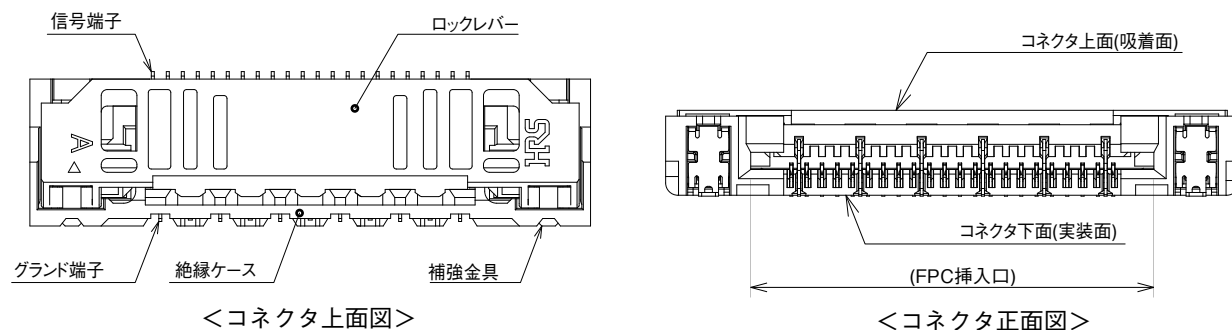 信号端子
ロックレバー
A
HRS
グランド端子
絶縁ケース
補強金具
＜コネクタ上面図＞
コネクタ上面(吸着面)
コネクタ下面(実装面)
(FPC挿入口)
＜コネクタ正面図＞